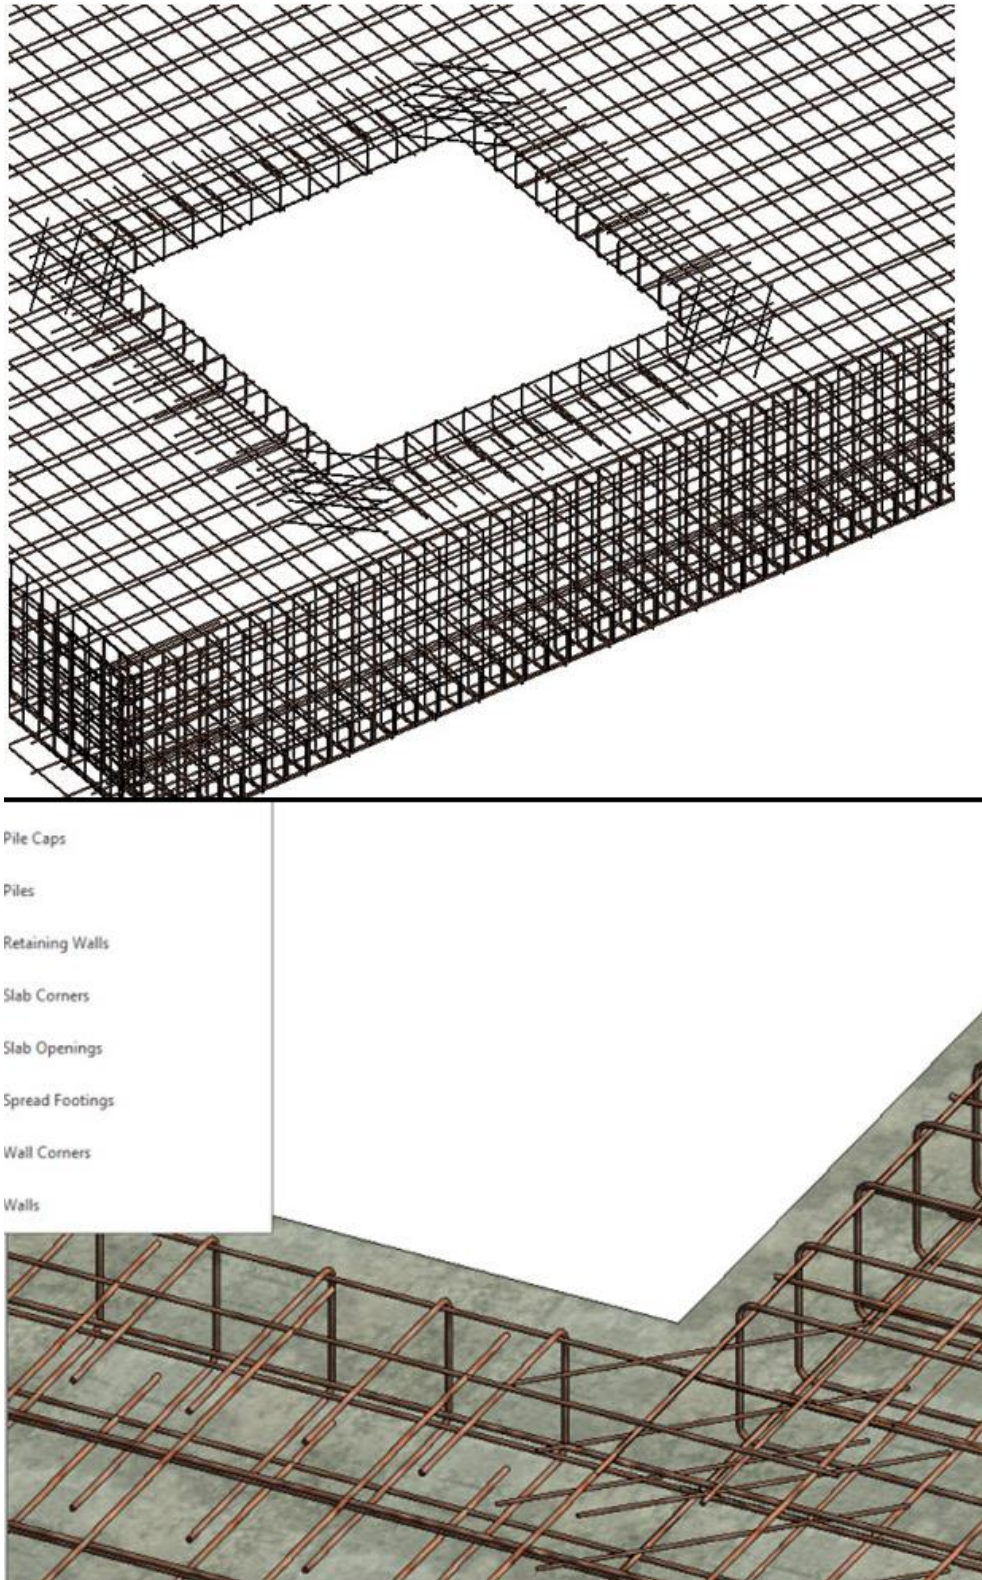 Pile Caps
Piles
Retaining Walls
Slab Corners
Slab Openings
Spread Footings
Wall Corners
Walls